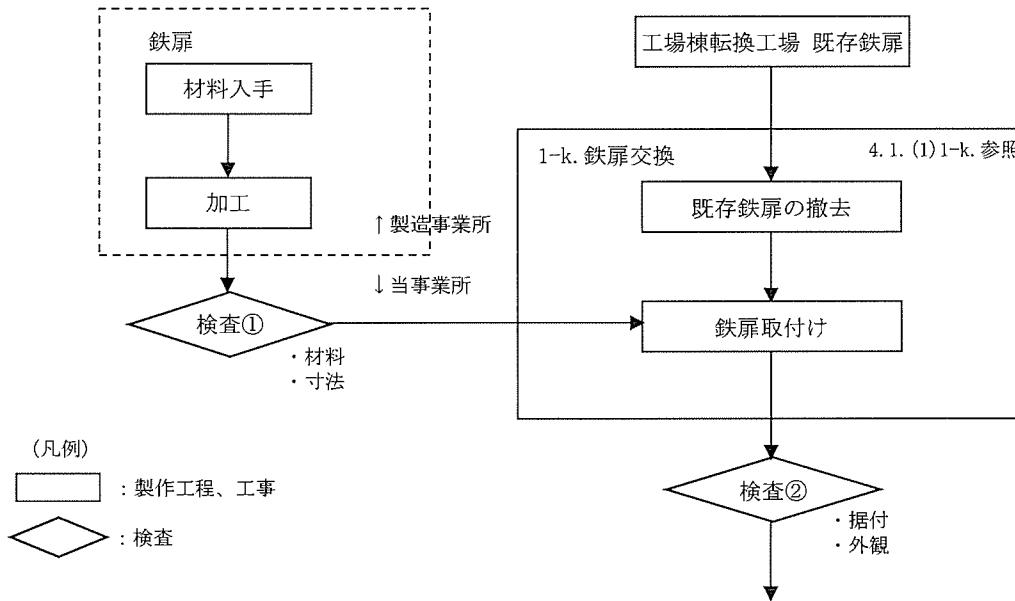 鉄扉
材料入手
加工
↑製造事業所
↓当事業所
検査①
・材料
・寸法
工場棟転換工場 既存鉄扉
1-k. 鉄扉交換
4.1.(1)1-k.参照
既存鉄扉の撤去
鉄扉取付け
検査②
・据付
・外観
(凡例)
：製作工程、工事
：検査